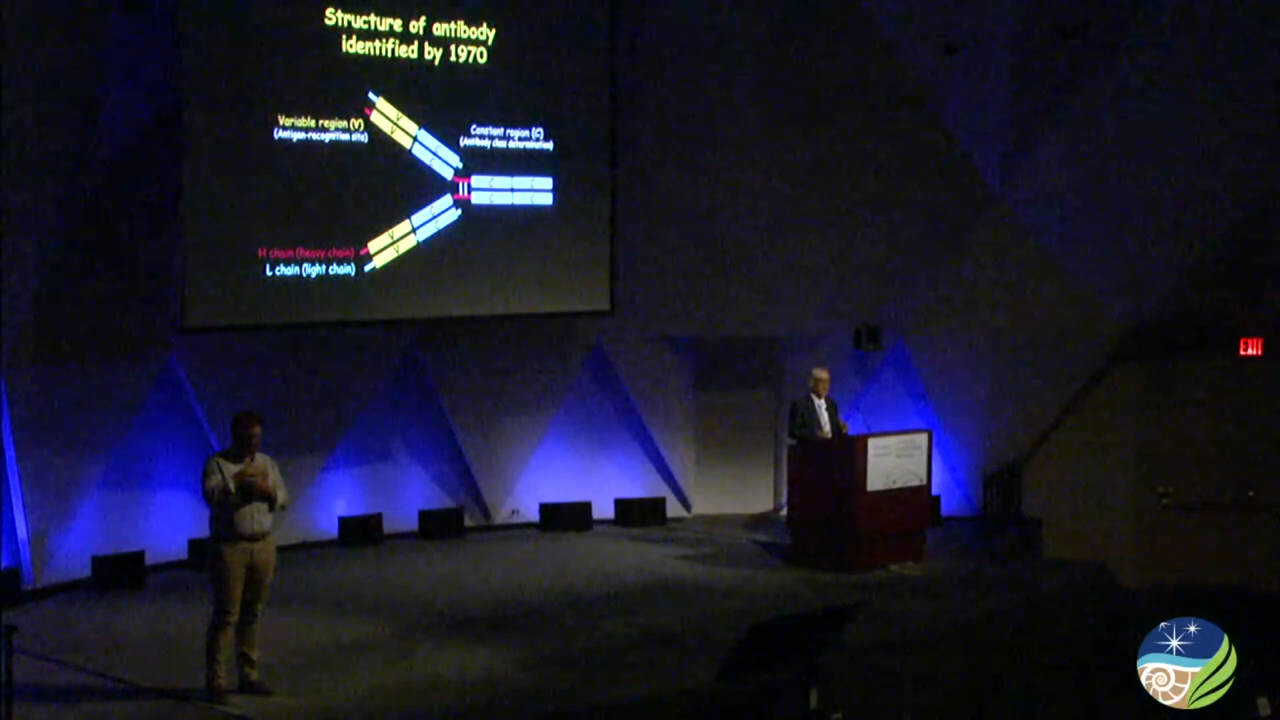 Structure of antibody
identified by 1970
Variable region (V)
(Antigen-recognition site)
Constant region (C)
(Antibody class determination)
V
V
C
C
C
C
C
C
C
C
V
V
H chain (heavy chain)
L chain (light chain)
EXIT